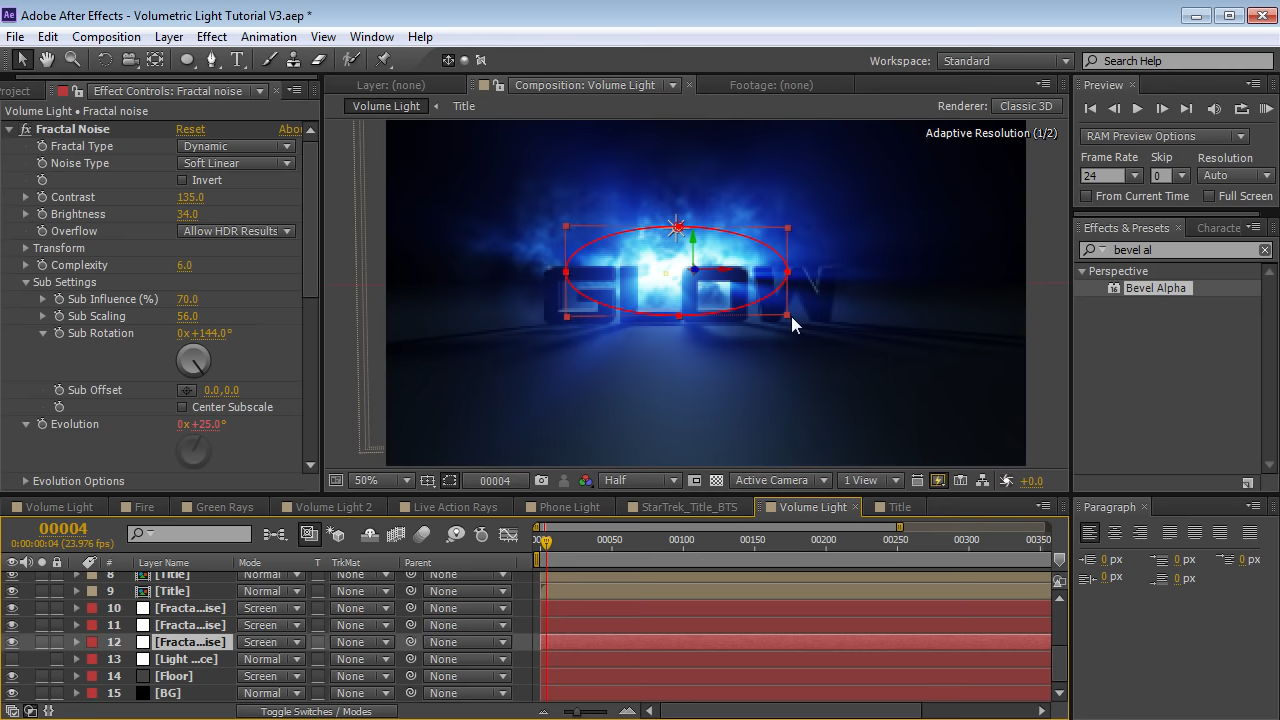 Adobe After Effects - Volumetric Light Tutorial V3.aep *
File Edit Composition Layer Effect Animation View Window Help
Workspace: Standard Search Help
roject Effect Controls: Fractal noise
Volume Light • Fractal noise
fx Fractal Noise Reset Abo
Fractal Type Dynamic
Noise Type Soft Linear
Invert
Contrast 135.0
Brightness 34.0
Overflow Allow HDR Results
Transform
Complexity 6.0
Sub Settings
Sub Influence (%) 70.0
Sub Scaling 56.0
Sub Rotation 0x+144.0°
Sub Offset 0.0,0.0
Center Subscale
Evolution 0x+25.0°
Evolution Options
Layer: (none) Composition: Volume Light Footage: (none)
Volume Light Title Renderer: Classic 3D
Adaptive Resolution (1/2)
50% 00004 Half Active Camera 1 View +0.0
Preview
RAM Preview Options
Frame Rate Skip Resolution
24 0 Auto
From Current Time Full Screen
Effects & Presets Characte
bevel al
Perspective
16 Bevel Alpha
Volume Light Fire Green Rays Volume Light 2 Live Action Rays Phone Light StarTrek_Title_BTS Volume Light Title
00004
0:00:00:04 (23.976 fps)
00050 00100 00150 00200 00250 00300 00350
# Layer Name Mode T TrkMat Parent
8 [Title] Normal None None
9 [Title] Normal None None
10 [Fracta...ise] Screen None None
11 [Fracta...ise] Screen None None
12 [Fracta...ise] Screen None None
13 [Light ...ce] Normal None None
14 [Floor] Screen None None
15 [BG] Normal None None
Toggle Switches / Modes
Paragraph
0 px 0 px 0 px
0 px 0 px